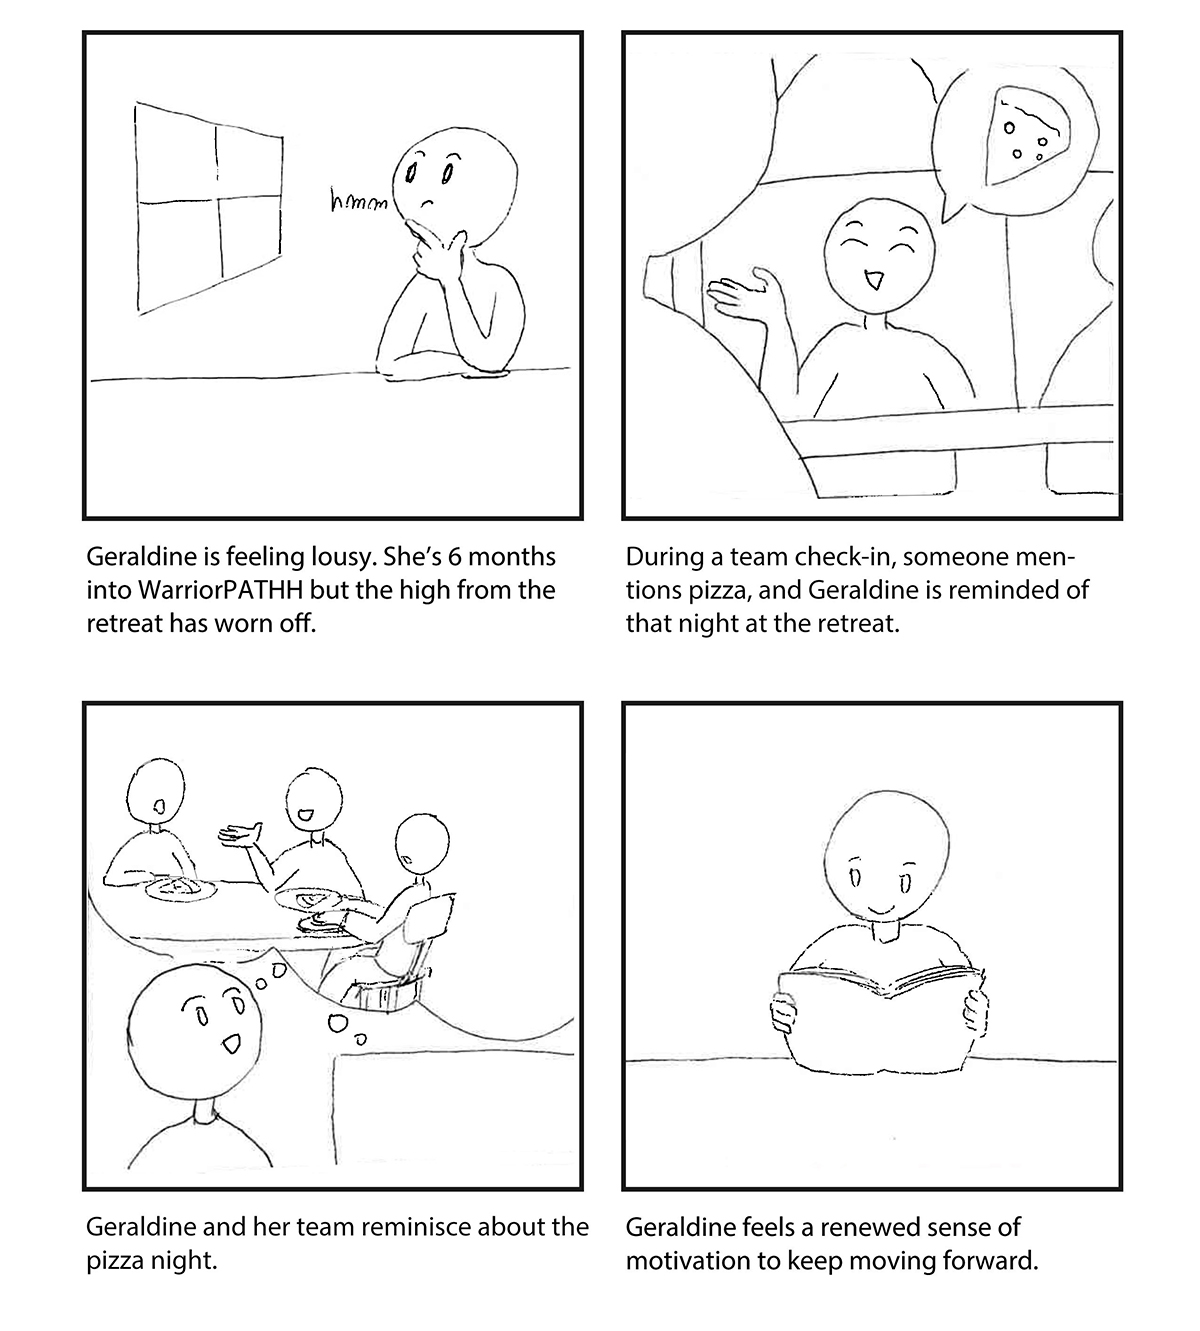 hmmm
Geraldine is feeling lousy. She’s 6 months
into WarriorPATHH but the high from the
retreat has worn off.
During a team check-in, someone men-
tions pizza, and Geraldine is reminded of
that night at the retreat.
Geraldine and her team reminisce about the
pizza night.
Geraldine feels a renewed sense of
motivation to keep moving forward.